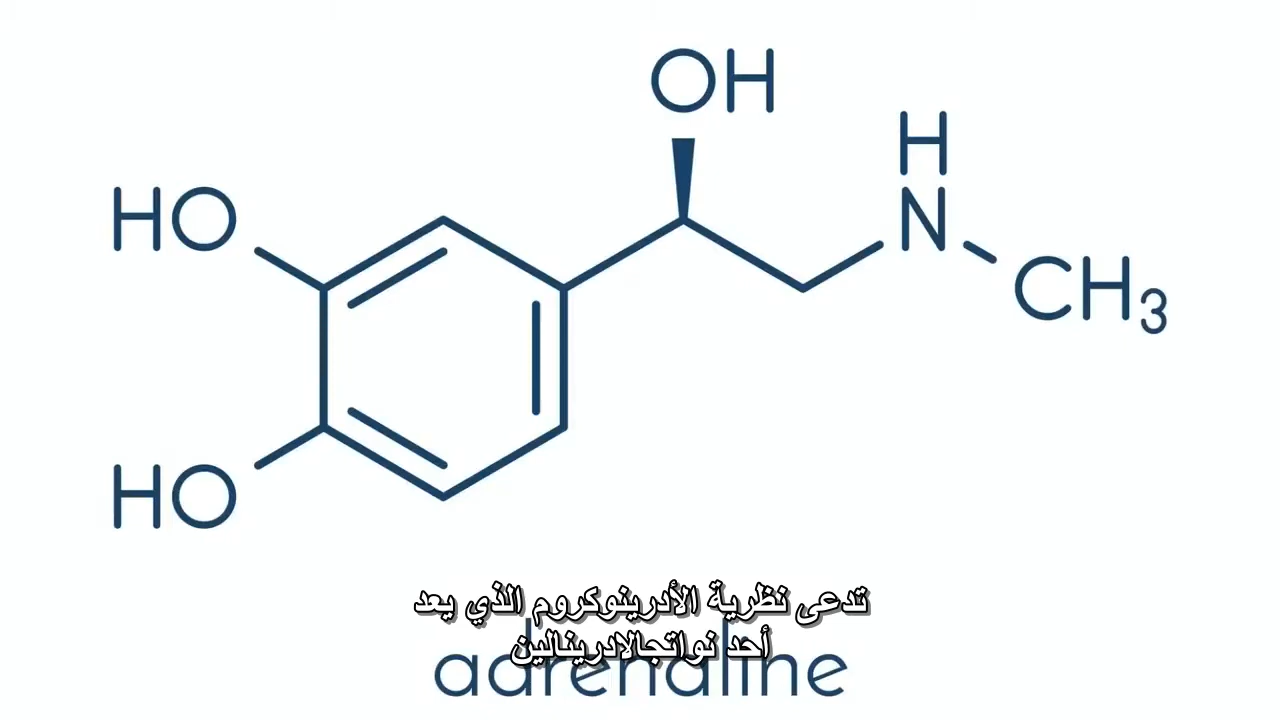 OH
H
N
HO
CH3
HO
تدعى نظرية الأدرينوكروم الذي يعد
أحد نواتجالادرينالين
adrenaline